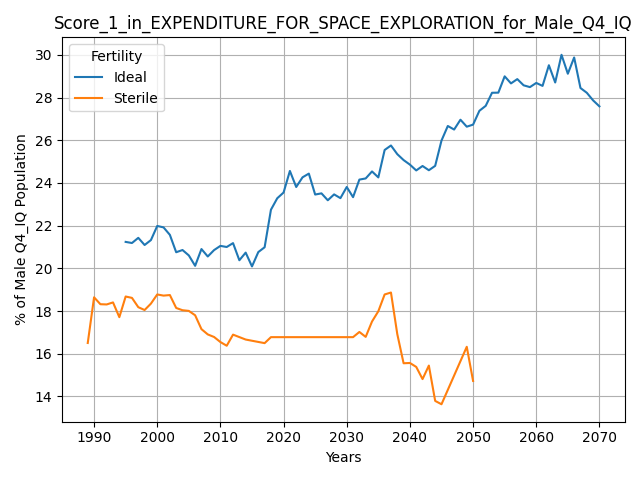 Score_1_in_EXPENDITURE_FOR_SPACE_EXPLORATION_for_Male_Q4_IQ
Fertility
Ideal
Sterile
% of Male Q4_IQ Population
30
28
26
24
22
20
18
16
14
1990 2000 2010 2020 2030 2040 2050 2060 2070
Years